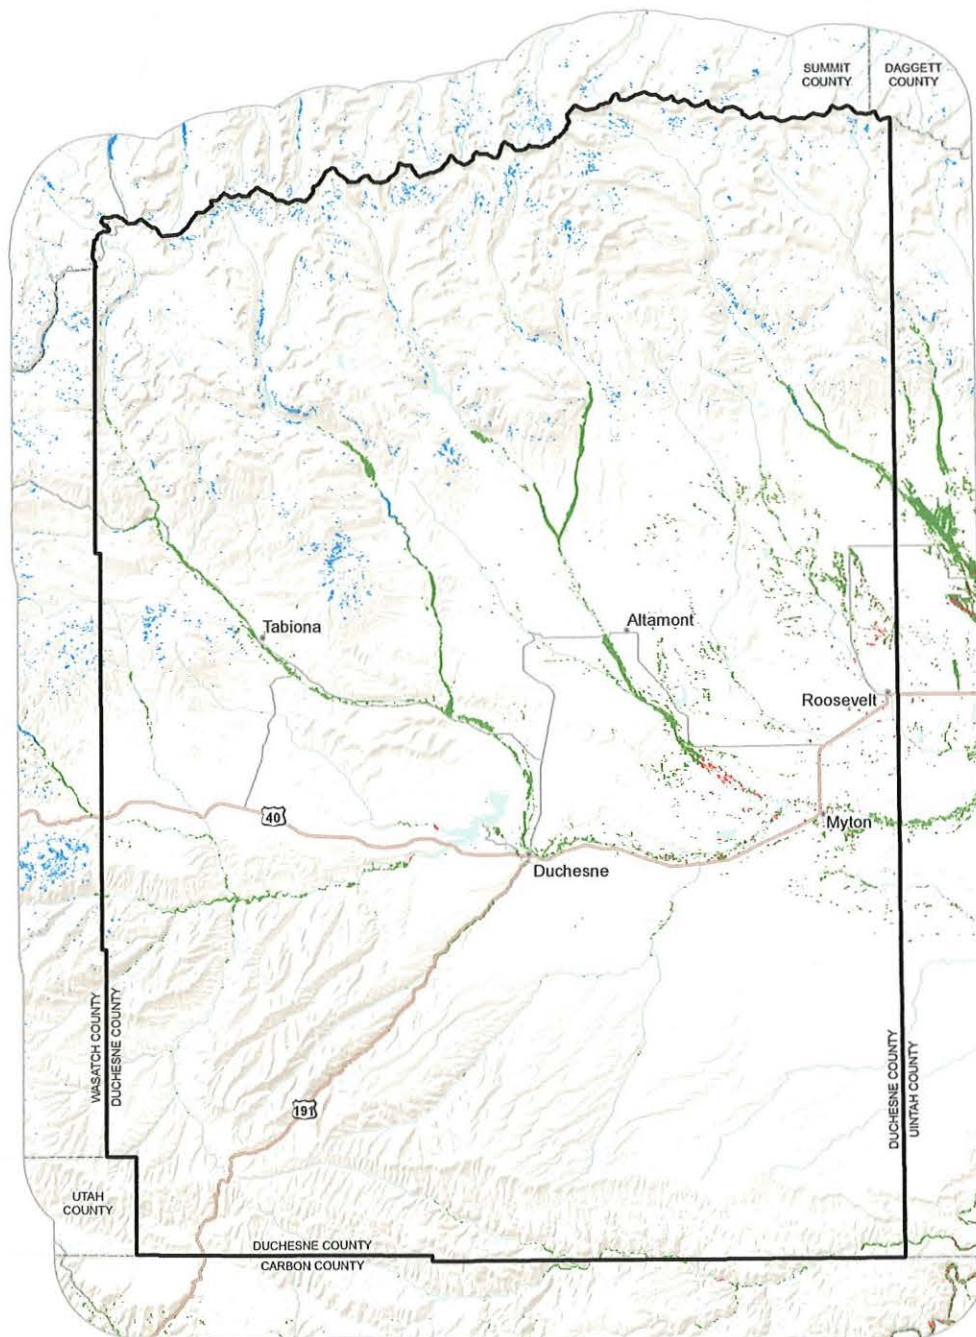 SUMMIT
COUNTY
DAGGETT
COUNTY
Tabiona
Altamont
Roosevelt
40
Myton
Duchesne
WASATCH COUNTY
DUCHESNE COUNTY
DUCHESNE COUNTY
UINTAH COUNTY
191
UTAH
COUNTY
DUCHESNE COUNTY
CARBON COUNTY